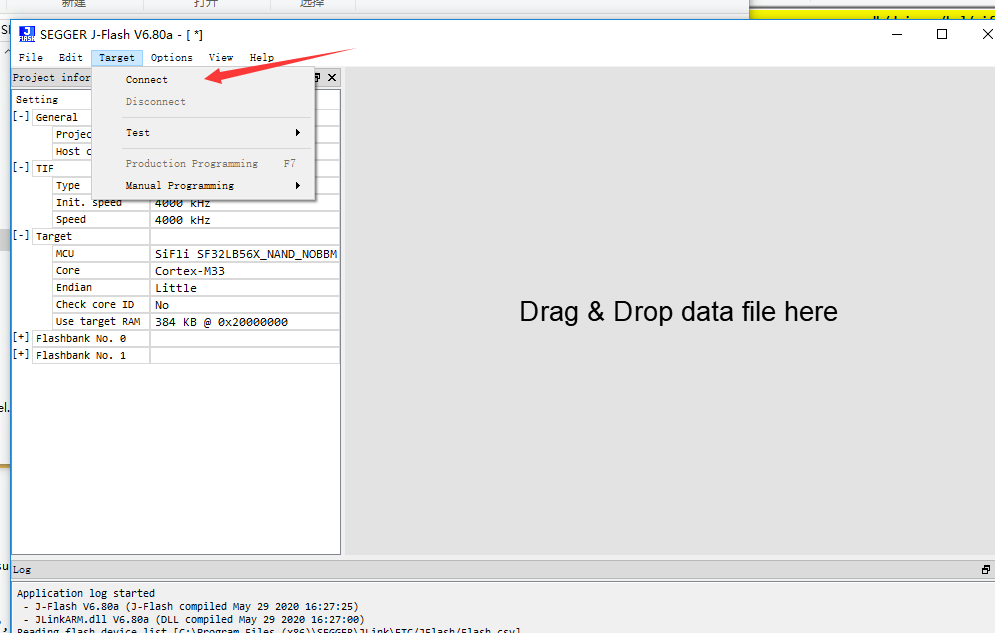 新建
打开
选择
SEGGER J-Flash V6.80a - [ *]
File Edit Target Options View Help
Project infor
Connect
Disconnect
Test
Production Programming F7
Manual Programming
Setting
[-] General
Projec
Host c
[-] TIF
Type
Init. speed 4000 kHz
Speed 4000 kHz
[-] Target
MCU SiFli SF32LB56X_NAND_NOBBM
Core Cortex-M33
Endian Little
Check core ID No
Use target RAM 384 KB @ 0x20000000
[+] Flashbank No. 0
[+] Flashbank No. 1
Drag & Drop data file here
Log
Application log started
- J-Flash V6.80a (J-Flash compiled May 29 2020 16:27:25)
- JLinkARM.dll V6.80a (DLL compiled May 29 2020 16:27:00)
Reading flash device list [C:\Program Files (x86)\SEGGER\JLink\ETC/JFlash/Flash.csv]